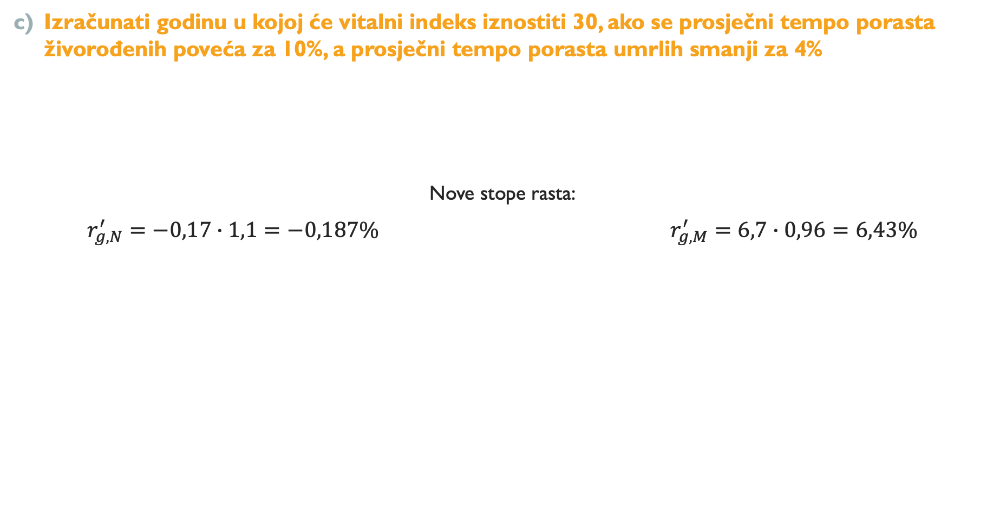 c) Izračunati godinu u kojoj će vitalni indeks iznostiti 30, ako se prosječni tempo porasta
živorođenih poveća za 10%, a prosječni tempo porasta umrlih smanji za 4%
Nove stope rasta:
r′g,N = −0,17 · 1,1 = −0,187%
r′g,M = 6,7 · 0,96 = 6,43%